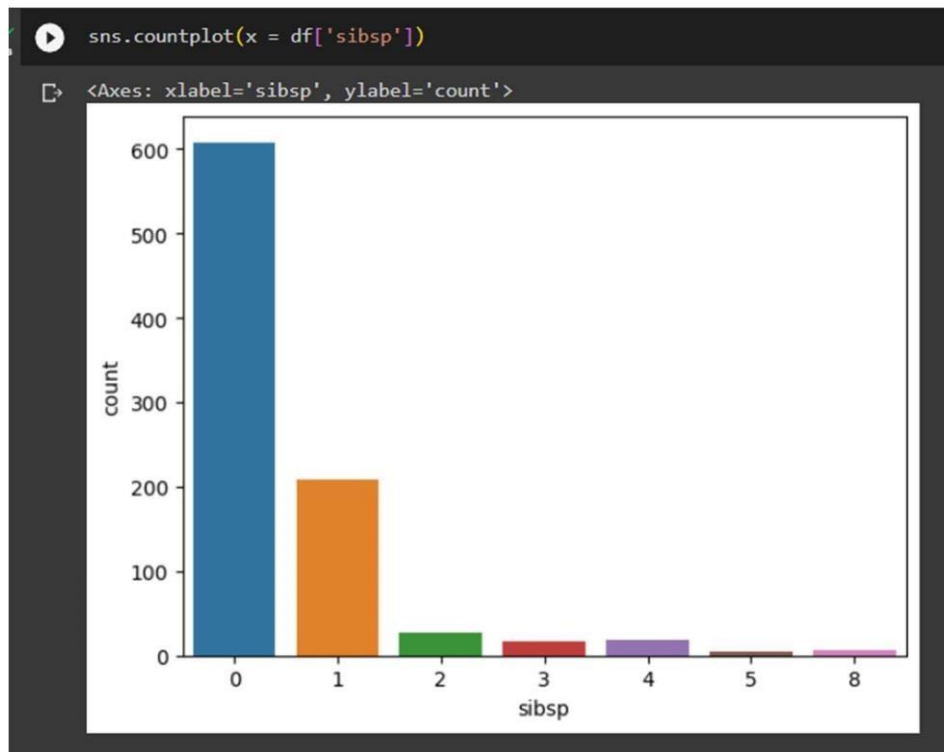 sns.countplot(x = df['sibsp'])
<Axes: xlabel='sibsp', ylabel='count'>
600
500
400
300
200
100
0
count
0 1 2 3 4 5 8
sibsp